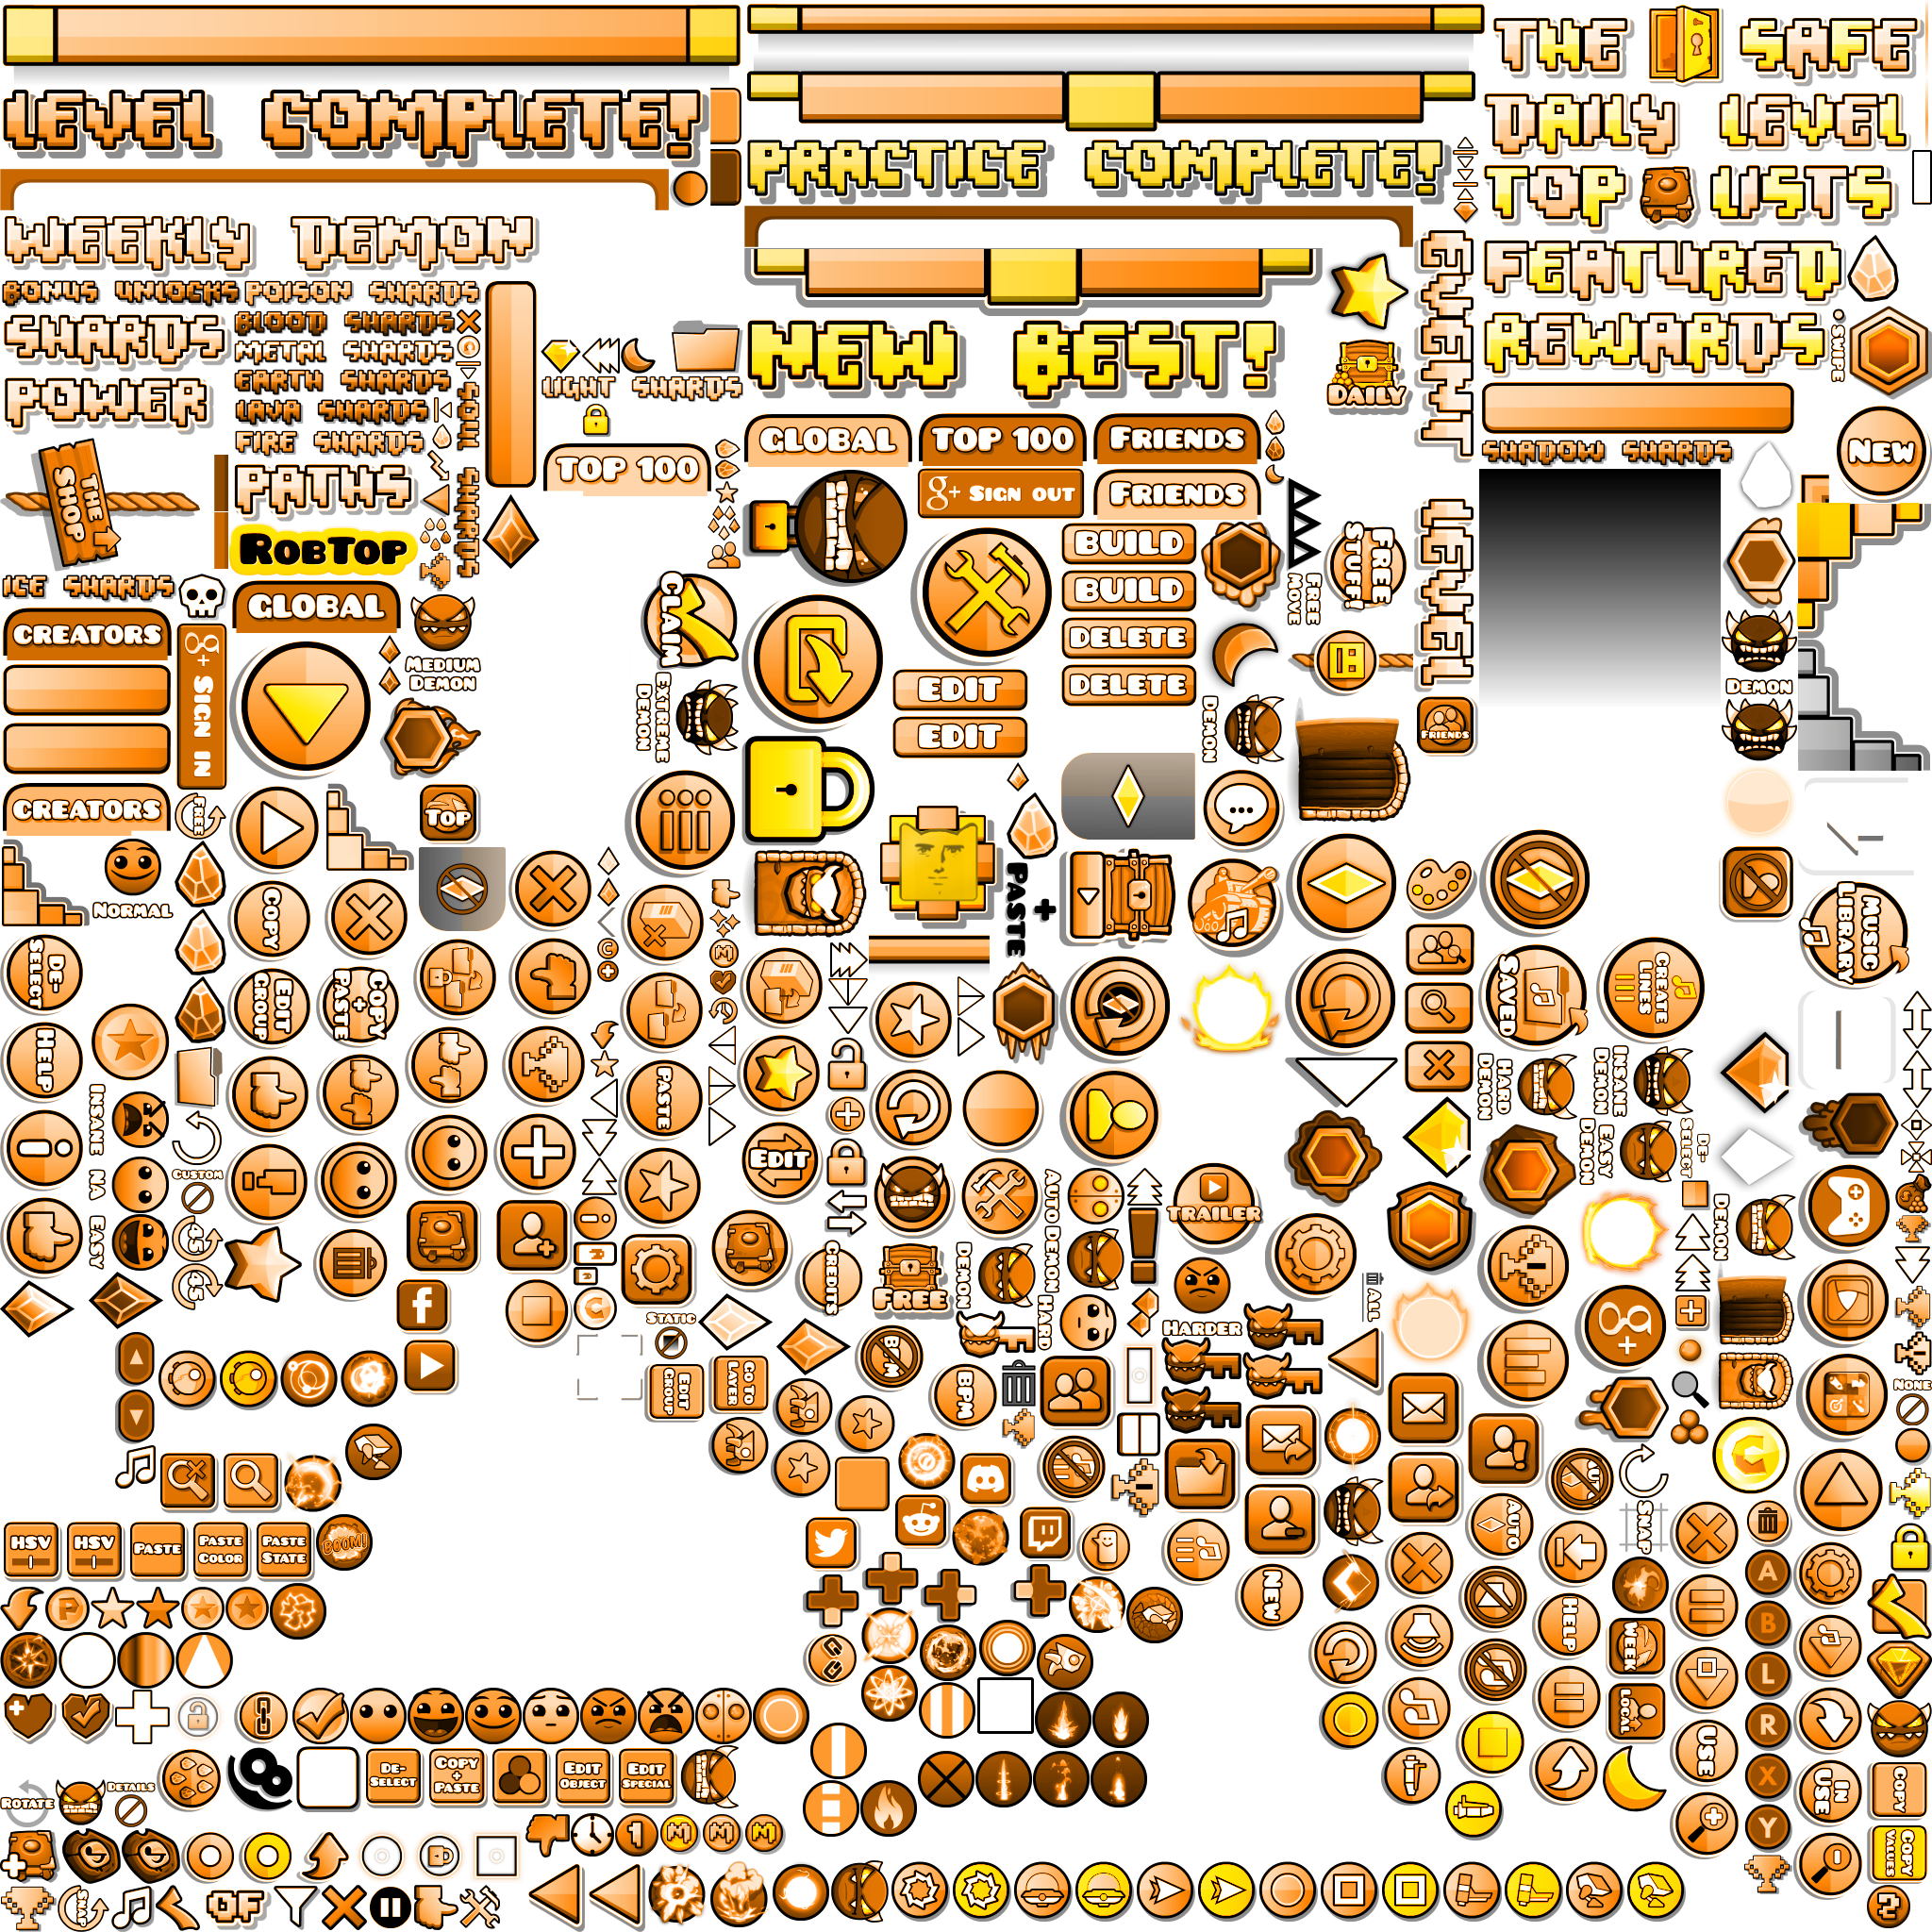 LEVEL COMPLETE!
PRACTICE COMPLETE!
THE SAFE
DAILY LEVEL
TOP LISTS
WEEKLY DEMON
FEATURED
BONUS UNLOCKS
POISON SHARDS
SHARDS
BLOOD SHARDS
METAL SHARDS
EARTH SHARDS
LAVA SHARDS
FIRE SHARDS
SOUL
SHARDS
LIGHT SHARDS
POWER
NEW BEST!
DAILY
EVENT
LEVEL
REWARDS
SWIPE
SHADOW SHARDS
NEW
THE
SHOP
PATHS
ROBTOP
TOP 100
GLOBAL
TOP 100
FRIENDS
g+ SIGN OUT
FRIENDS
ICE SHARDS
GLOBAL
CREATORS
g+ SIGN IN
MEDIUM
DEMON
CLAIM
EXTREME
DEMON
BUILD
BUILD
DELETE
DELETE
EDIT
EDIT
FREE
MOVE
FREE
STUFF!
DEMON
FRIENDS
DEMON
CREATORS
FREE
TOP
NORMAL
COPY
DE-
SELECT
EDIT
GROUP
COPY
+
PASTE
PASTE
+
SAVED
CREATE
LINES
MUSIC
LIBRARY
HELP
INSANE
NA
EASY
CUSTOM
45
45
PASTE
EDIT
HARD
DEMON
INSANE
DEMON
EASY
DEMON
DE-
SELECT
DEMON
AUTO
DEMON
HARD
TRAILER
CREDITS
FREE
DEMON
ALL
HARDER
STATIC
EDIT
GROUP
GO TO
LAYER
BPM
BPM
g+
NONE
HSV
HSV
PASTE
PASTE
COLOR
PASTE
STATE
BOOM!
P
NEW
AUTO
SNAP
HELP
WEEK
LOCAL
USE
IN
USE
A
B
L
R
X
Y
ROTATE
DETAILS
DE-
SELECT
COPY
+
PASTE
EDIT
OBJECT
EDIT
SPECIAL
COPY
COPY
VALUES
SNAP
OF
1